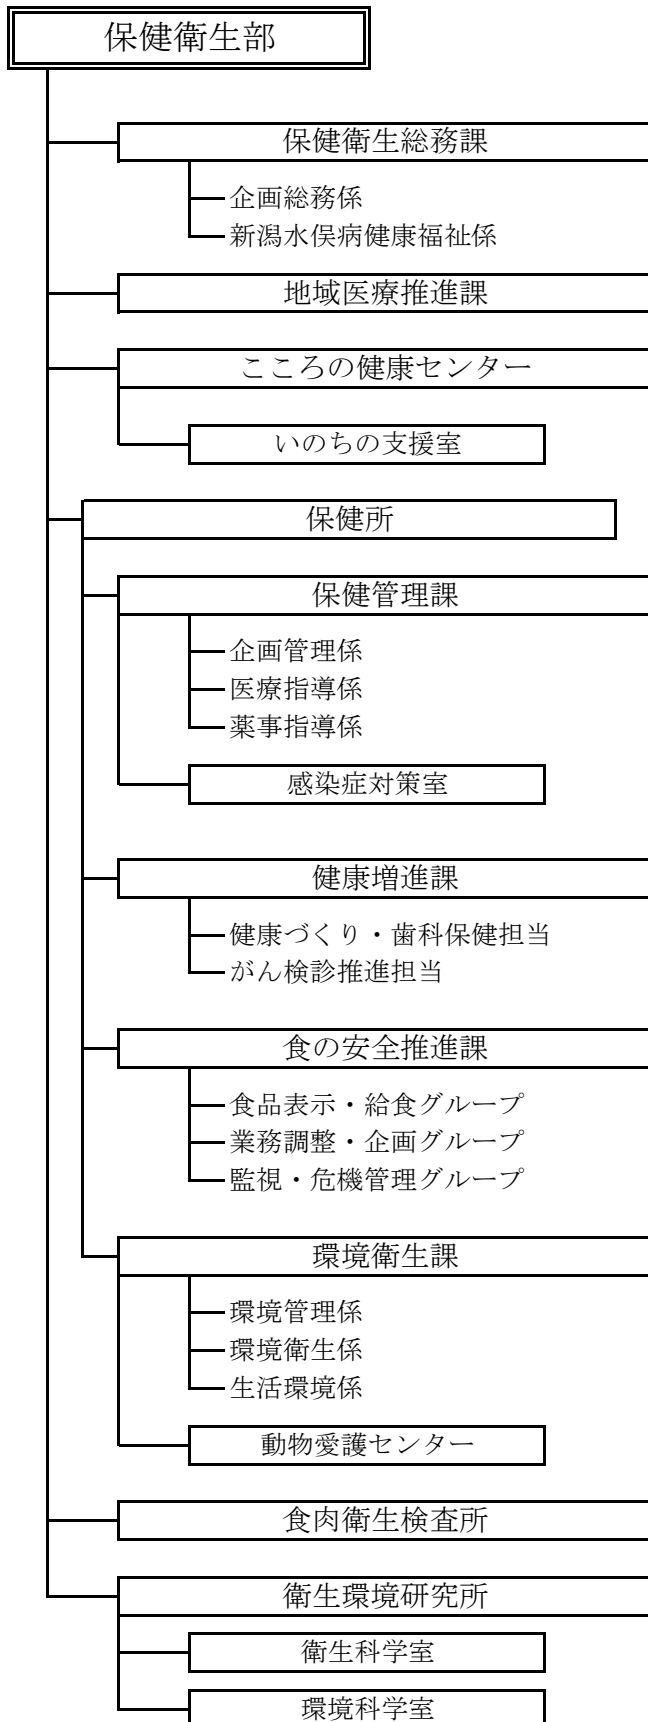 保健衛生部
保健衛生総務課
企画総務係
新潟水俣病健康福祉係
地域医療推進課
こころの健康センター
いのちの支援室
保健所
保健管理課
企画管理係
医療指導係
薬事指導係
感染症対策室
健康増進課
健康づくり・歯科保健担当
がん検診推進担当
食の安全推進課
食品表示・給食グループ
業務調整・企画グループ
監視・危機管理グループ
環境衛生課
環境管理係
環境衛生係
生活環境係
動物愛護センター
食肉衛生検査所
衛生環境研究所
衛生科学室
環境科学室